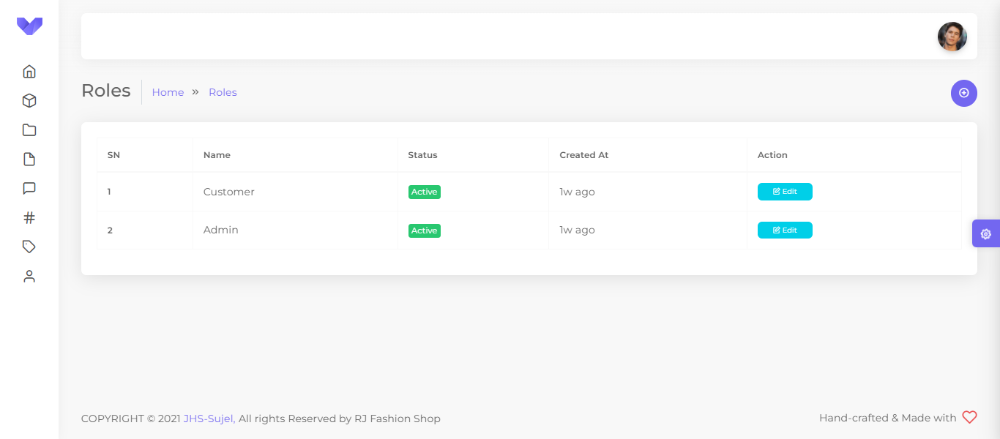 Roles Home » Roles
SN Name Status Created At Action
1 Customer Active 1w ago Edit
2 Admin Active 1w ago Edit
COPYRIGHT © 2021 JHS-Sujel, All rights Reserved by RJ Fashion Shop
Hand-crafted & Made with